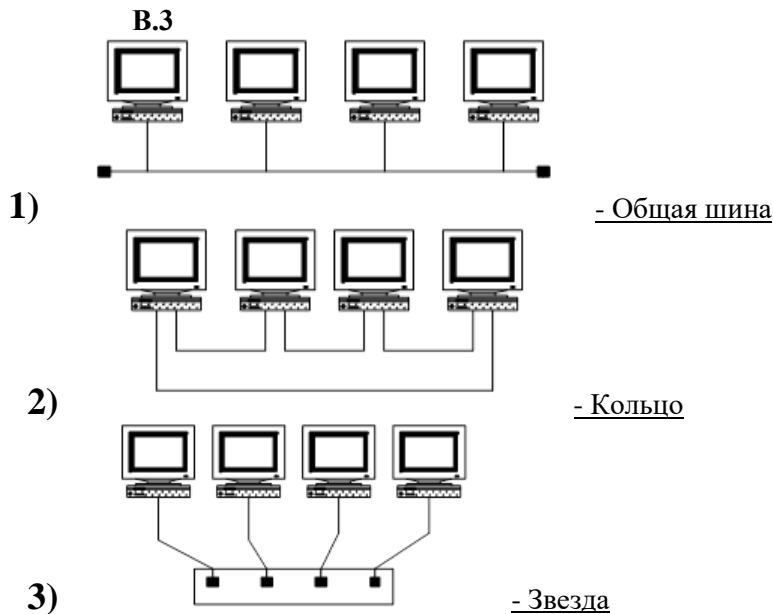 В.3
1) - Общая шина
2) - Кольцо
3) - Звезда